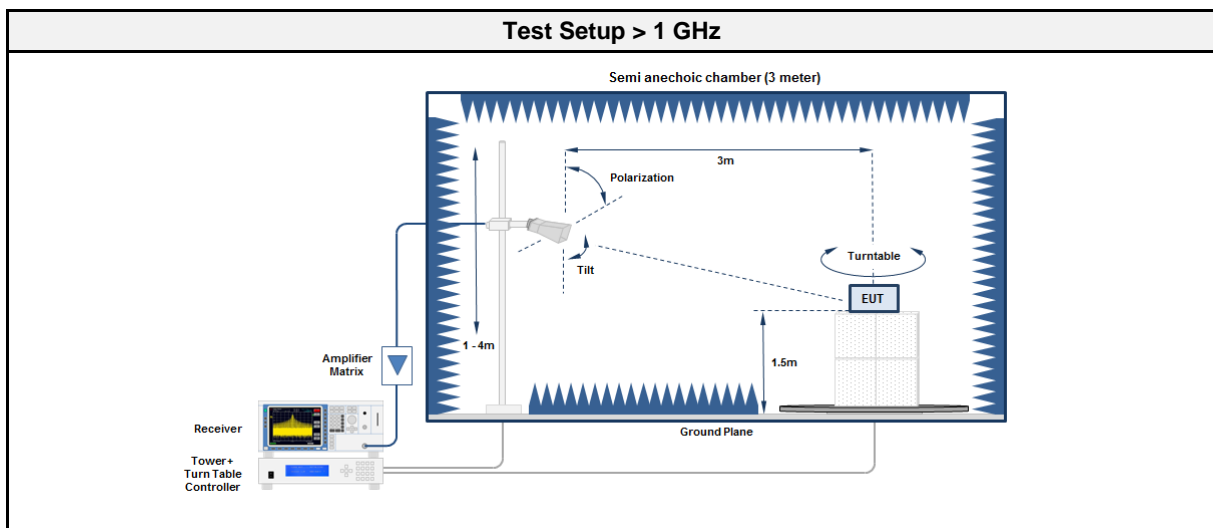 Test Setup > 1 GHz
Semi anechoic chamber (3 meter)
3m
Polarization
Tilt
Turntable
EUT
1 - 4m
1.5m
Amplifier
Matrix
Ground Plane
Receiver
Tower+
Turn Table
Controller